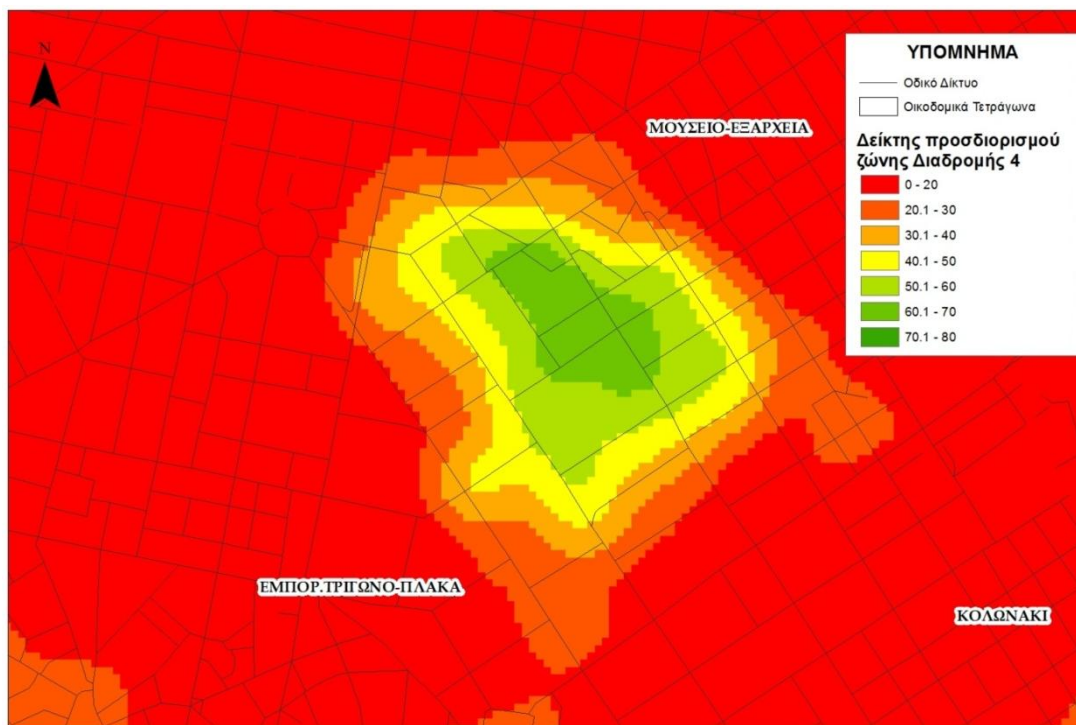 N
ΥΠΟΜΝΗΜΑ
Οδικό Δίκτυο
Οικοδομικά Τετράγωνα
Δείκτης προσδιορισμού
ζώνης Διαδρομής 4
0 - 20
20.1 - 30
30.1 - 40
40.1 - 50
50.1 - 60
60.1 - 70
70.1 - 80
ΜΟΥΣΕΙΟ-ΕΞΑΡΧΕΙΑ
ΕΜΠΟΡ.ΤΡΙΓΩΝΟ-ΠΛΑΚΑ
ΚΟΛΩΝΑΚΙ